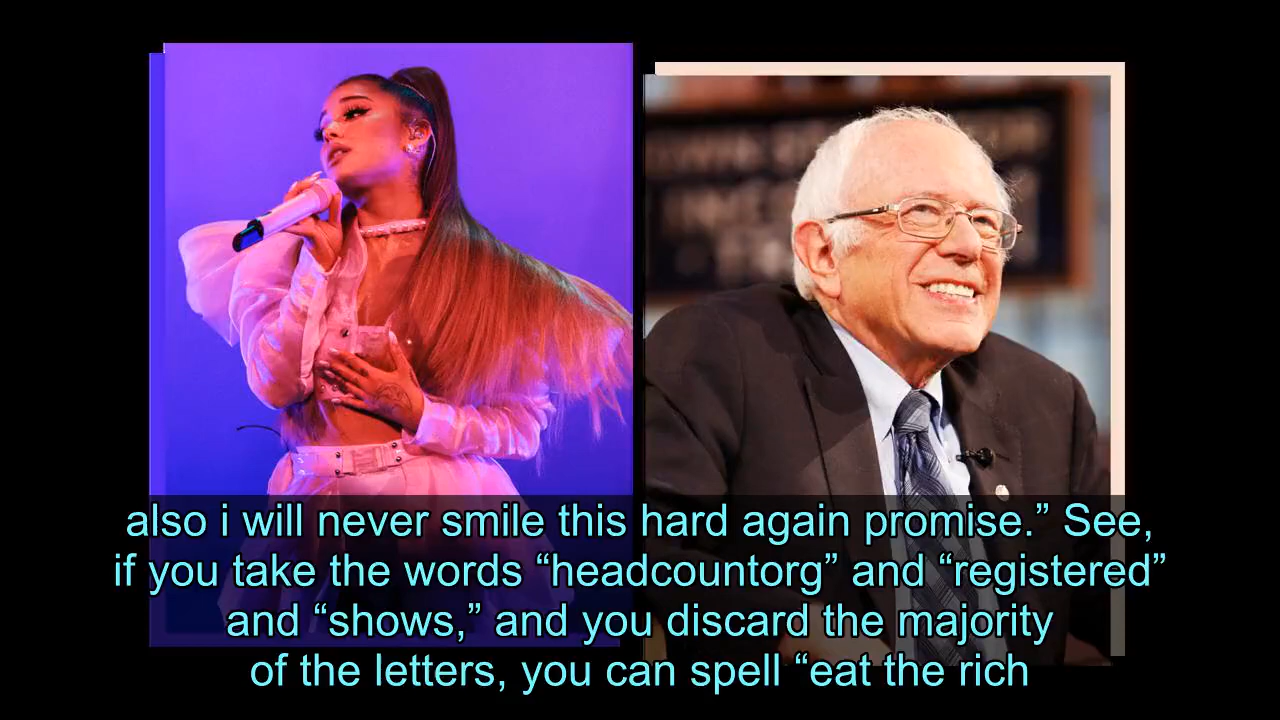 also i will never smile this hard again promise.” See,
if you take the words “headcountorg” and “registered”
and “shows,” and you discard the majority
of the letters, you can spell “eat the rich